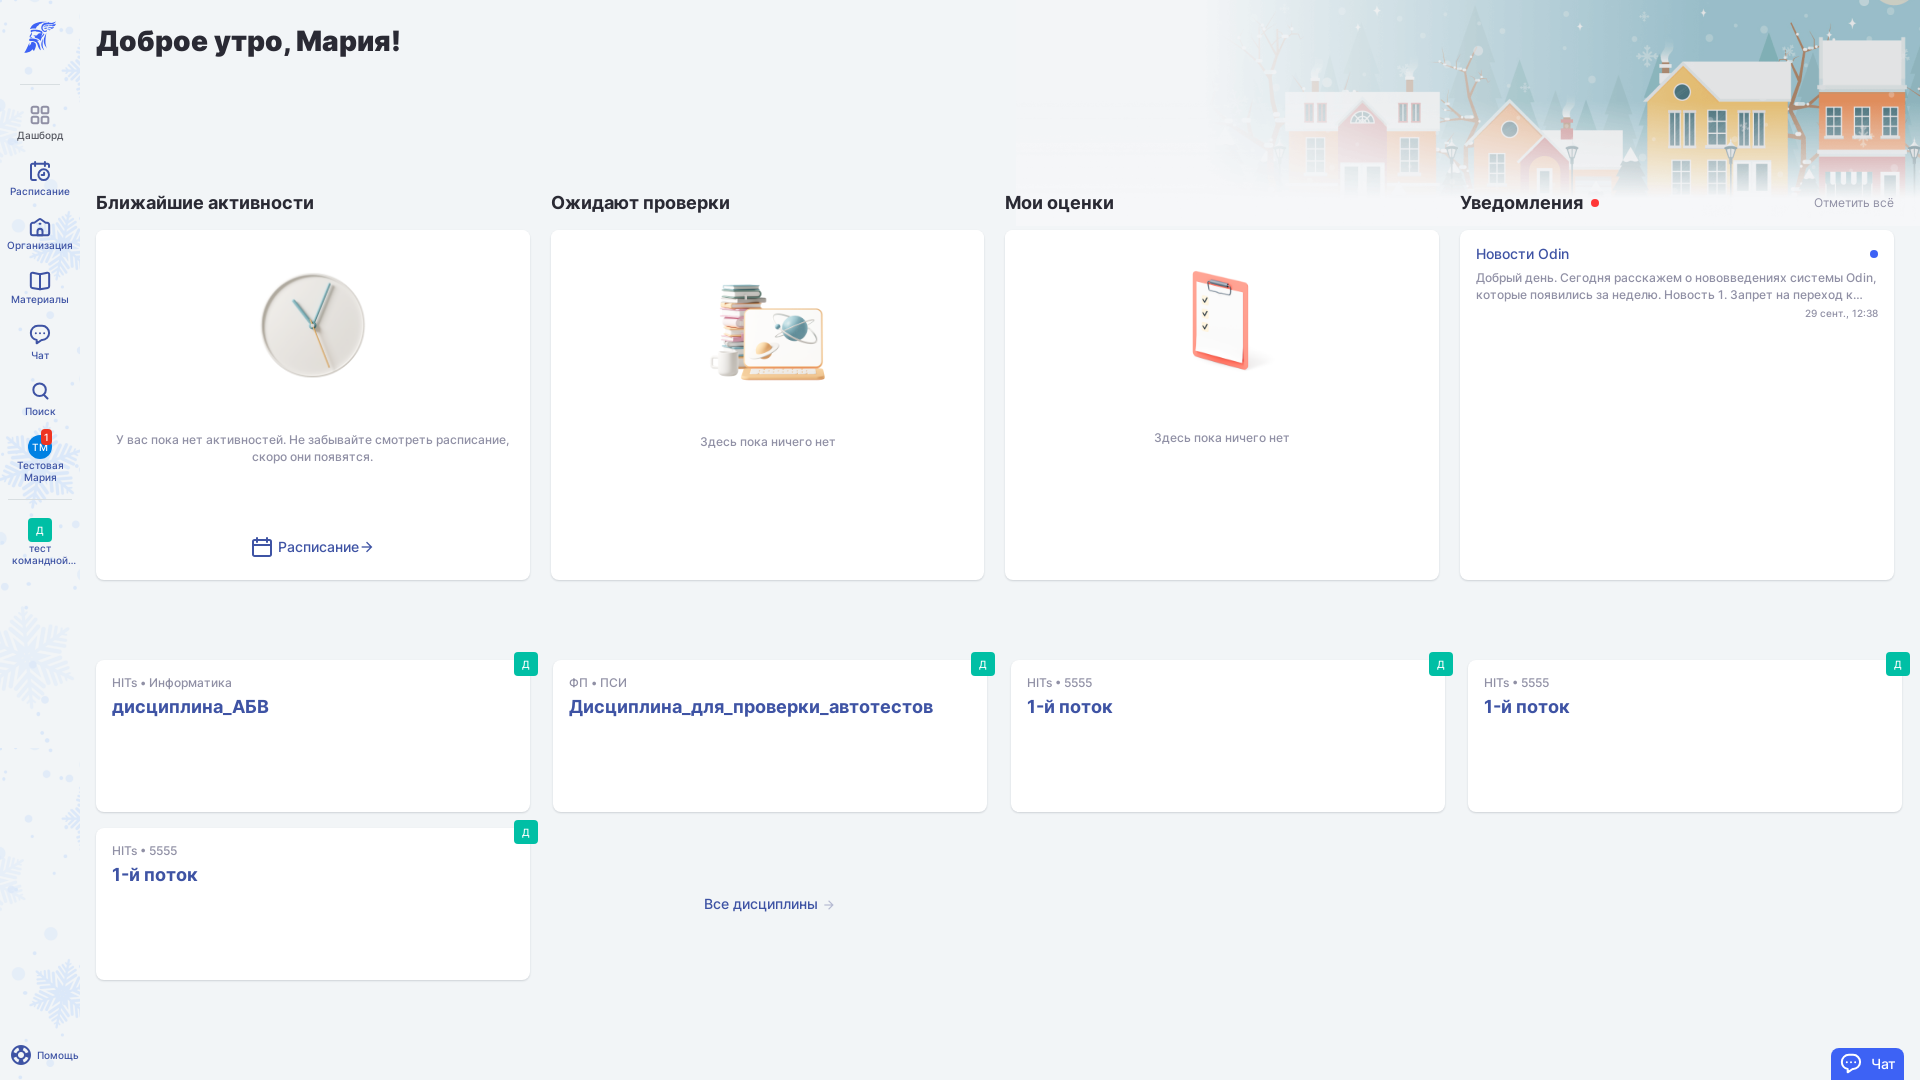 Доброе утро, Мария!
Дашборд
Расписание
Организация
Материалы
Чат
Поиск
1
ТМ
Тестовая
Мария
Д
тест
командной...
Помощь
Ближайшие активности
У вас пока нет активностей. Не забывайте смотреть расписание,
скоро они появятся.
Расписание
Ожидают проверки
Здесь пока ничего нет
Мои оценки
Здесь пока ничего нет
Уведомления
Отметить всё
Новости Odin
Добрый день. Сегодня расскажем о нововведениях системы Odin,
которые появились за неделю. Новость 1. Запрет на переход к...
29 сент., 12:38
Д
HITs • Информатика
дисциплина_АБВ
Д
ФП • ПСИ
Дисциплина_для_проверки_автотестов
Д
HITs • 5555
1-й поток
Д
HITs • 5555
1-й поток
Д
HITs • 5555
1-й поток
Все дисциплины
Чат